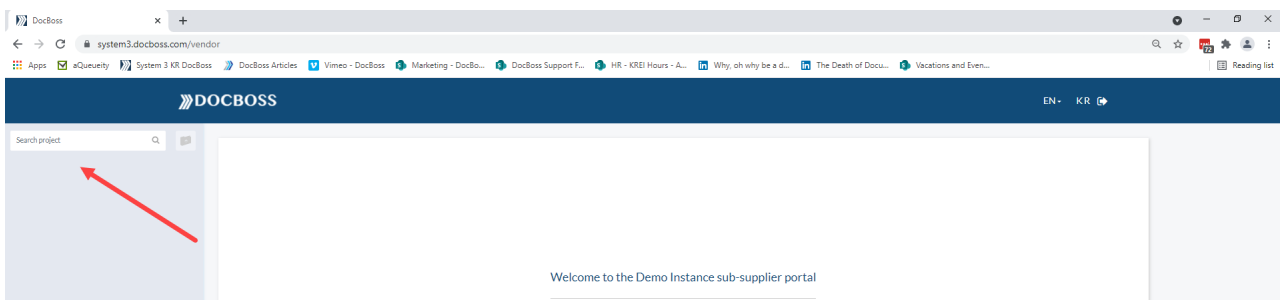 DocBoss
system3.docboss.com/vendor
72
Apps aQueueity System 3 KR DocBoss DocBoss Articles Vimeo - DocBoss Marketing - DocBo... DocBoss Support F... HR - KREI Hours - A... Why, oh why be a d... The Death of Docu... Vacations and Even... Reading list
DOCBOSS EN KR
Search project
Welcome to the Demo Instance sub-supplier portal